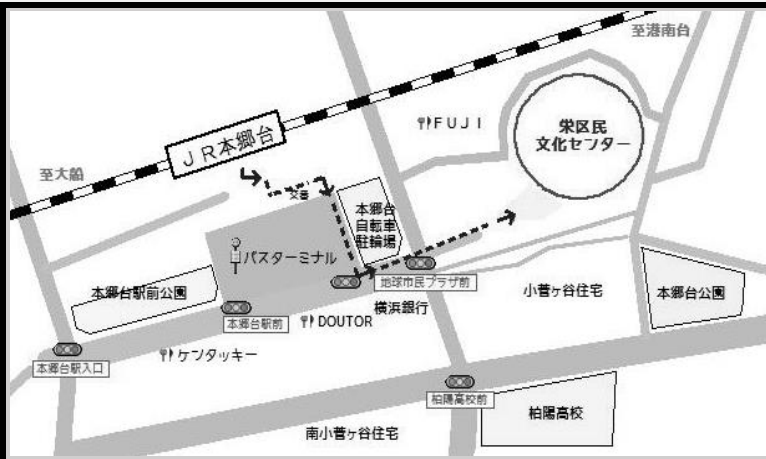 至港南台
FUJI
栄区民
文化センター
JR本郷台
至大船
交番
本郷台
自転車
駐輪場
バスターミナル
本郷台駅前公園
地球市民プラザ前
小菅ヶ谷住宅
本郷台公園
横浜銀行
本郷台駅前
DOUTOR
ケンタッキー
本郷台駅入口
柏陽高校前
柏陽高校
南小菅ヶ谷住宅